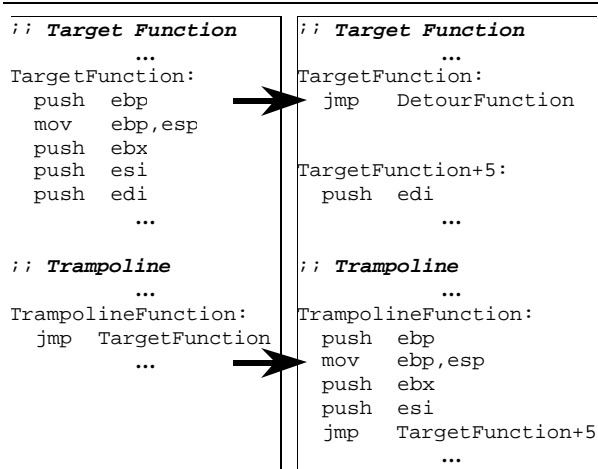 ;; Target Function
...
TargetFunction:
push ebp
mov ebp,esp
push ebx
push esi
push edi
...
;; Trampoline
...
TrampolineFunction:
jmp TargetFunction
...
;; Target Function
...
TargetFunction:
jmp DetourFunction
TargetFunction+5:
push edi
...
;; Trampoline
...
TrampolineFunction:
push ebp
mov ebp,esp
push ebx
push esi
jmp TargetFunction+5
...